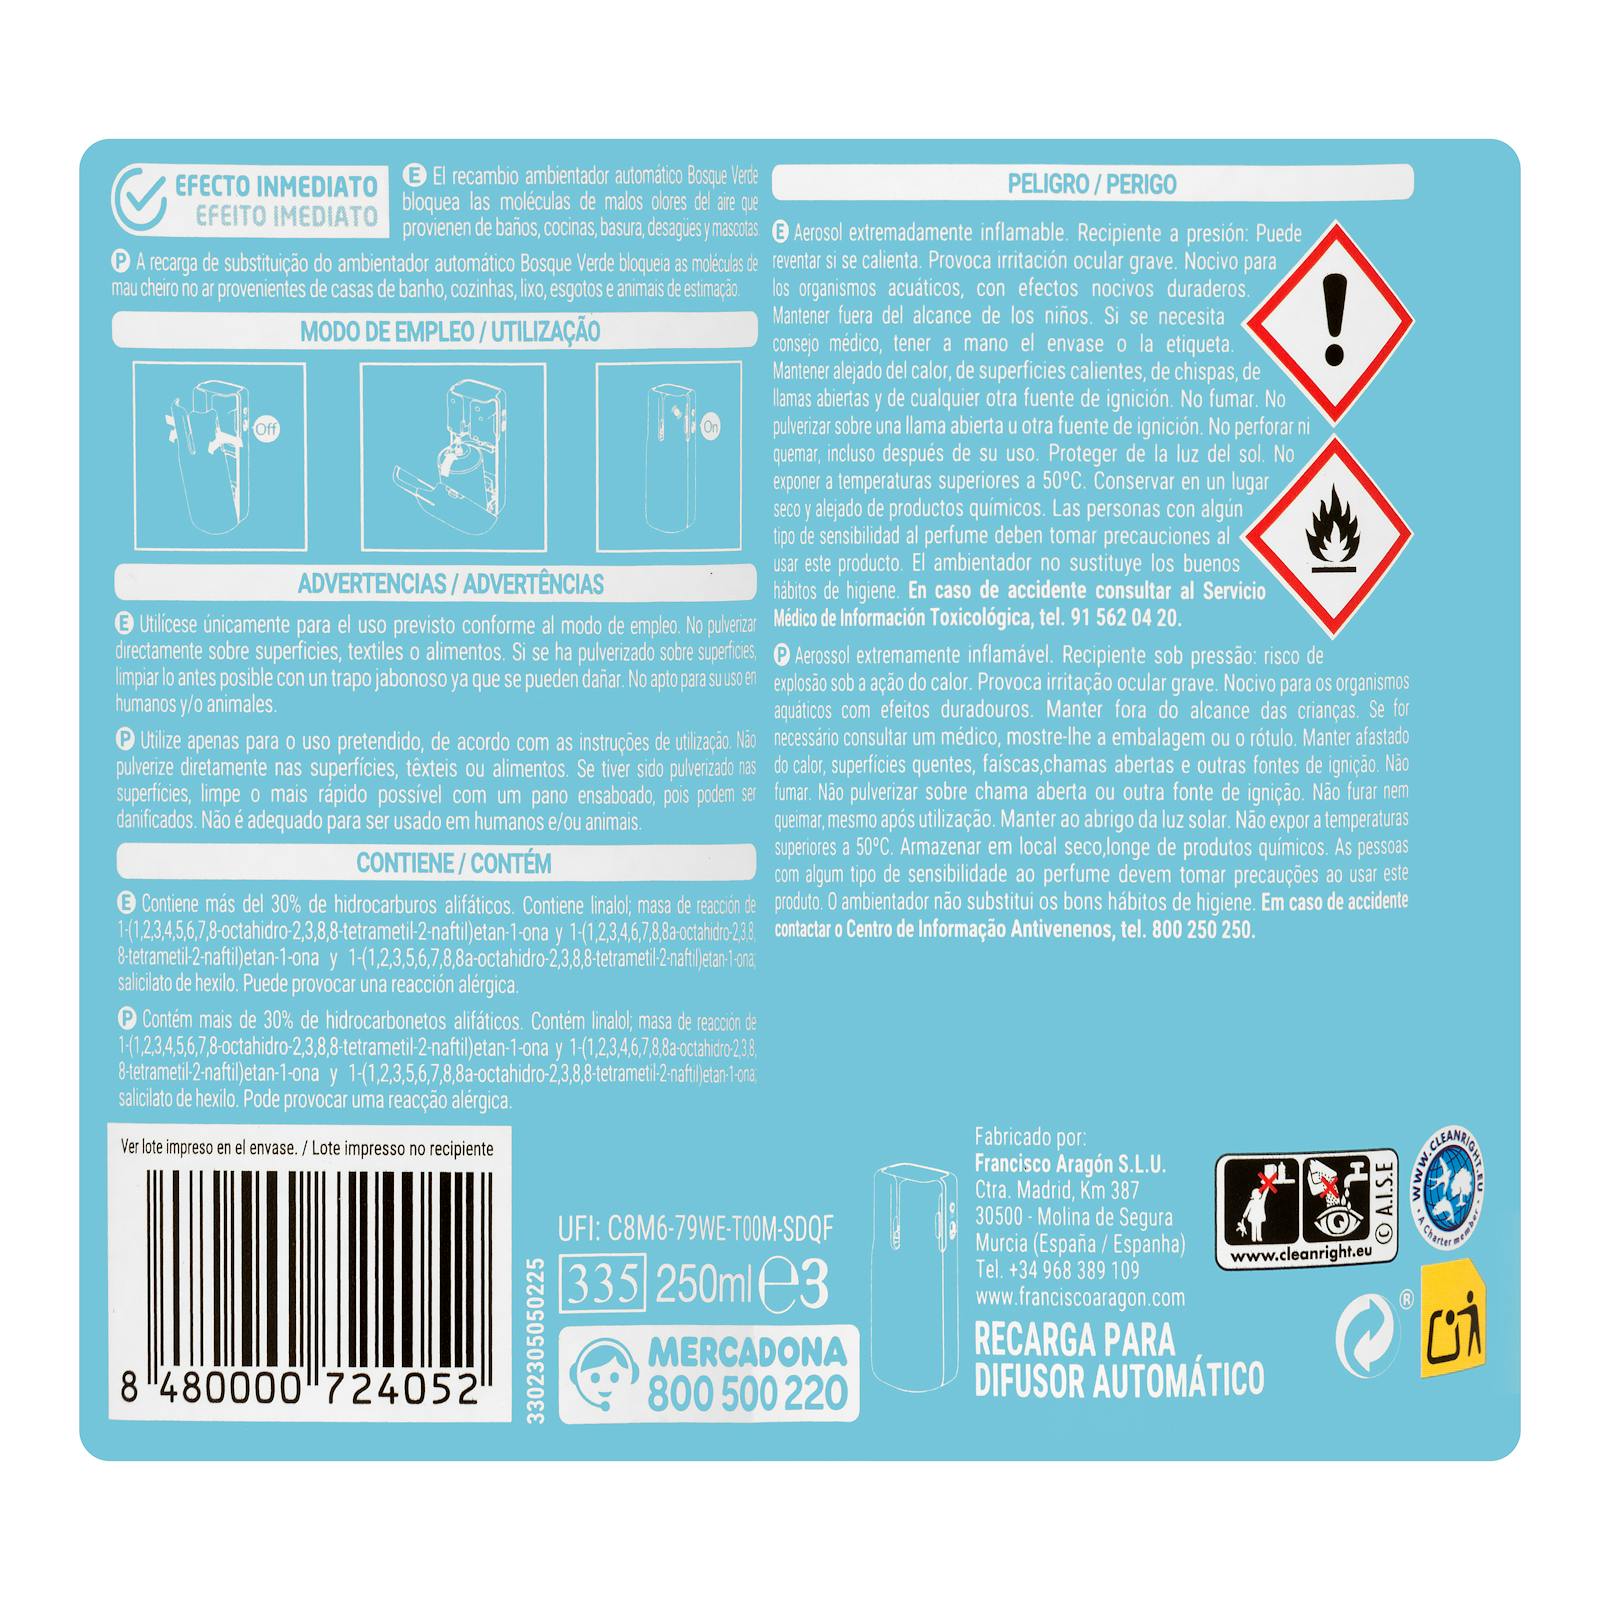 EFECTO INMEDIATO
EFEITO IMEDIATO
E El recambio ambientador automático Bosque Verde
bloquea las moléculas de malos olores del aire que
provienen de baños, cocinas, basura, desagües y mascotas.
P A recarga de substituição do ambientador automático Bosque Verde bloqueia as moléculas de
mau cheiro no ar provenientes de casas de banho, cozinhas, lixo, esgotos e animais de estimação.
MODO DE EMPLEO / UTILIZAÇÃO
Off
On
ADVERTENCIAS / ADVERTÊNCIAS
E Utilícese únicamente para el uso previsto conforme al modo de empleo. No pulverizar
directamente sobre superficies, textiles o alimentos. Si se ha pulverizado sobre superficies,
limpiar lo antes posible con un trapo jabonoso ya que se pueden dañar. No apto para su uso en
humanos y/o animales.
P Utilize apenas para o uso pretendido, de acordo com as instruções de utilização. Não
pulverize diretamente nas superfícies, têxteis ou alimentos. Se tiver sido pulverizado nas
superfícies, limpe o mais rápido possível com um pano ensaboado, pois podem ser
danificados. Não é adequado para ser usado em humanos e/ou animais.
CONTIENE / CONTÉM
E Contiene más del 30% de hidrocarburos alifáticos. Contiene linalol; masa de reacción de
1-(1,2,3,4,5,6,7,8-octahidro-2,3,8,8-tetrametil-2-naftil)etan-1-ona y 1-(1,2,3,4,6,7,8,8a-octahidro-2,3,8,
8-tetrametil-2-naftil)etan-1-ona y 1-(1,2,3,5,6,7,8,8a-octahidro-2,3,8,8-tetrametil-2-naftil)etan-1-ona;
salicilato de hexilo. Puede provocar una reacción alérgica.
P Contém mais de 30% de hidrocarbonetos alifáticos. Contém linalol; masa de reacción de
1-(1,2,3,4,5,6,7,8-octahidro-2,3,8,8-tetrametil-2-naftil)etan-1-ona y 1-(1,2,3,4,6,7,8,8a-octahidro-2,3,8,
8-tetrametil-2-naftil)etan-1-ona y 1-(1,2,3,5,6,7,8,8a-octahidro-2,3,8,8-tetrametil-2-naftil)etan-1-ona;
salicilato de hexilo. Pode provocar uma reacção alérgica.
PELIGRO / PERIGO
E Aerosol extremadamente inflamable. Recipiente a presión: Puede
reventar si se calienta. Provoca irritación ocular grave. Nocivo para
los organismos acuáticos, con efectos nocivos duraderos.
Mantener fuera del alcance de los niños. Si se necesita
consejo médico, tener a mano el envase o la etiqueta.
Mantener alejado del calor, de superficies calientes, de chispas, de
llamas abiertas y de cualquier otra fuente de ignición. No fumar. No
pulverizar sobre una llama abierta u otra fuente de ignición. No perforar ni
quemar, incluso después de su uso. Proteger de la luz del sol. No
exponer a temperaturas superiores a 50ºC. Conservar en un lugar
seco y alejado de productos químicos. Las personas con algún
tipo de sensibilidad al perfume deben tomar precauciones al
usar este producto. El ambientador no sustituye los buenos
hábitos de higiene. En caso de accidente consultar al Servicio
Médico de Información Toxicológica, tel. 91 562 04 20.
P Aerossol extremamente inflamável. Recipiente sob pressão: risco de
explosão sob a ação do calor. Provoca irritação ocular grave. Nocivo para os organismos
aquáticos com efeitos duradouros. Manter fora do alcance das crianças. Se for
necessário consultar um médico, mostre-lhe a embalagem ou o rótulo. Manter afastado
do calor, superfícies quentes, faíscas,chamas abertas e outras fontes de ignição. Não
fumar. Não pulverizar sobre chama aberta ou outra fonte de ignição. Não furar nem
queimar, mesmo após utilização. Manter ao abrigo da luz solar. Não expor a temperaturas
superiores a 50ºC. Armazenar em local seco,longe de produtos químicos. As pessoas
com algum tipo de sensibilidade ao perfume devem tomar precauções ao usar este
produto. O ambientador não substitui os bons hábitos de higiene. Em caso de accidente
contactar o Centro de Informação Antivenenos, tel. 800 250 250.
Ver lote impreso en el envase. / Lote impresso no recipiente
8 480000 724052
3302305050225
UFI: C8M6-79WE-T00M-SDQF
335 250ml e 3
MERCADONA
800 500 220
Fabricado por:
Francisco Aragón S.L.U.
Ctra. Madrid, Km 387
30500 - Molina de Segura
Murcia (España / Espanha)
Tel. +34 968 389 109
www.franciscoaragon.com
RECARGA PARA
DIFUSOR AUTOMÁTICO
www.cleanright.eu
© A.I.S.E
WWW.CLEANRIGHT.EU
A Charter member
®